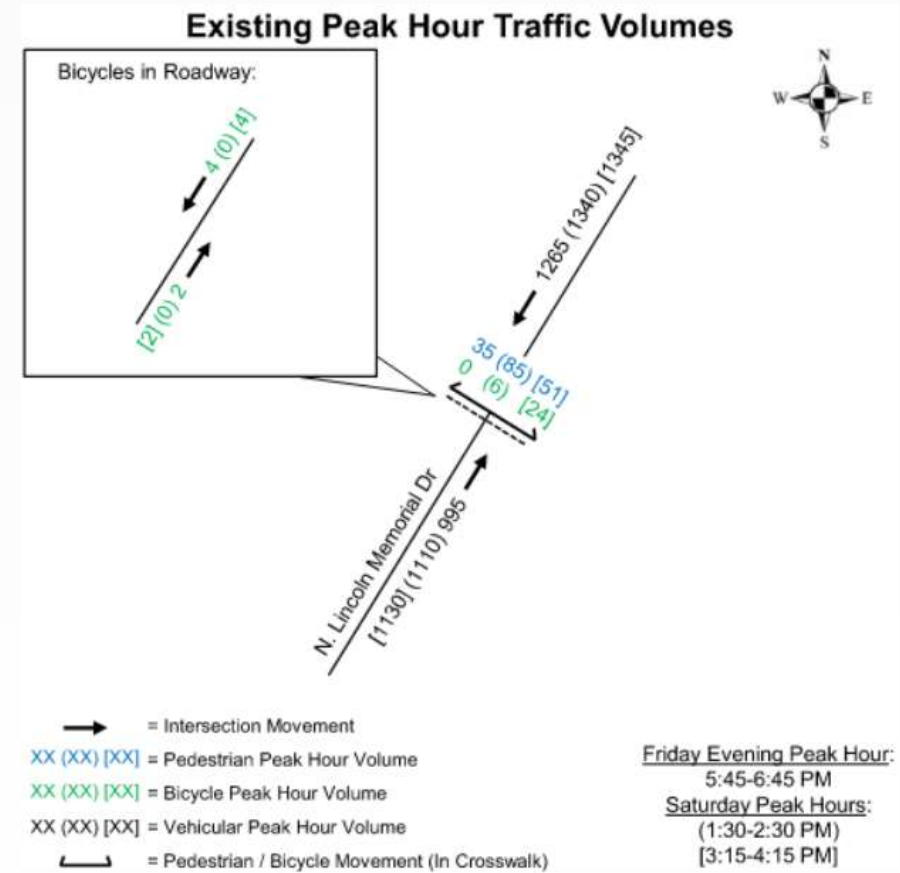 Existing Peak Hour Traffic Volumes
Bicycles in Roadway:
4 (0) [4]
[2] (0) 2
N
W
E
S
1265 (1340) [1345]
35 (85) [51]
0 (6) [24]
N. Lincoln Memorial Dr
[1130] (1110) 995
= Intersection Movement
XX (XX) [XX] = Pedestrian Peak Hour Volume
XX (XX) [XX] = Bicycle Peak Hour Volume
XX (XX) [XX] = Vehicular Peak Hour Volume
= Pedestrian / Bicycle Movement (In Crosswalk)
Friday Evening Peak Hour:
5:45-6:45 PM
Saturday Peak Hours:
(1:30-2:30 PM)
[3:15-4:15 PM]